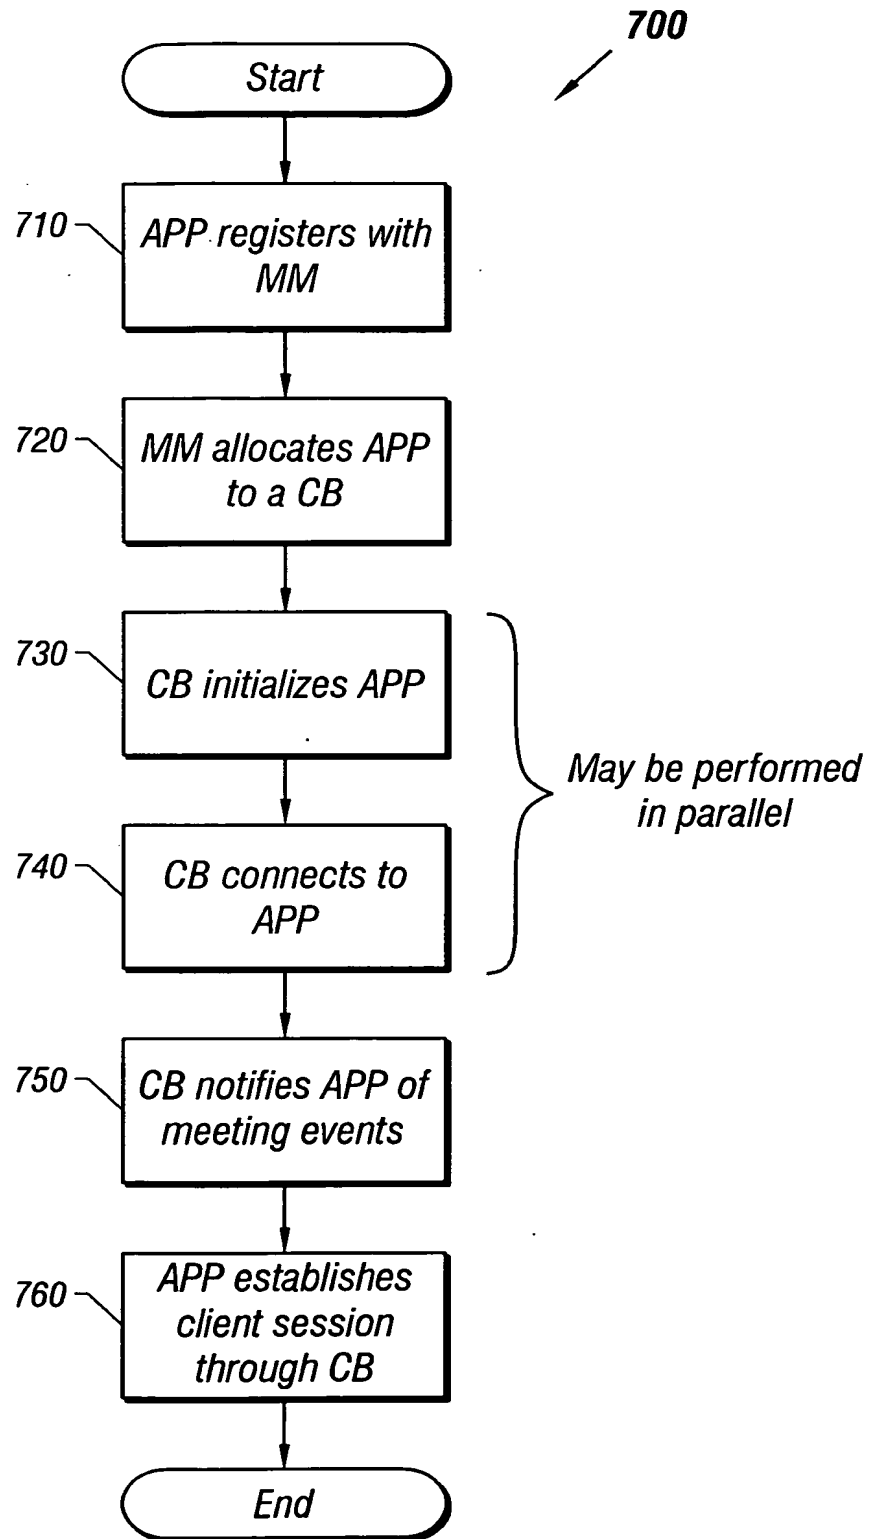 700
Start
710
APP registers with
MM
720
MM allocates APP
to a CB
730
CB initializes APP
May be performed
in parallel
740
CB connects to
APP
750
CB notifies APP of
meeting events
760
APP establishes
client session
through CB
End